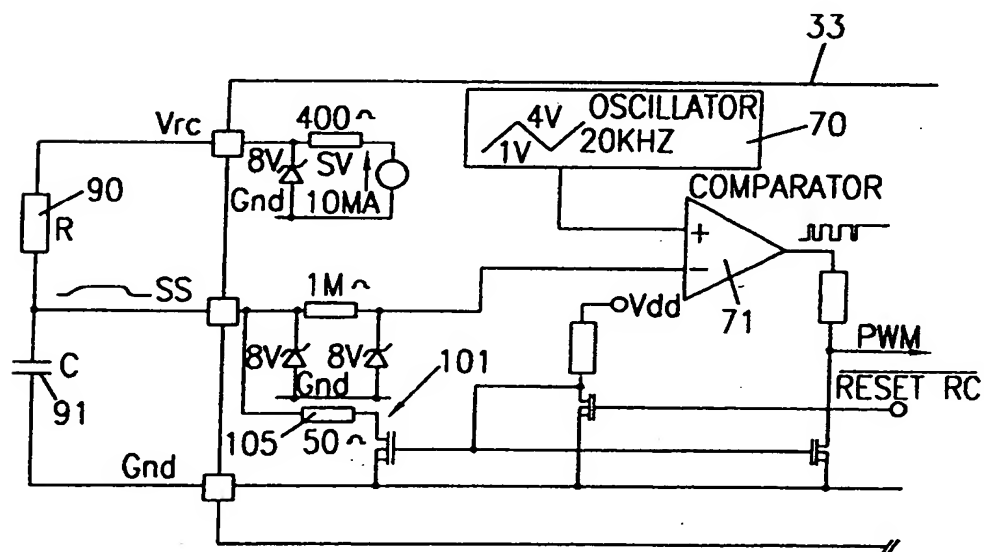 33
Vrc
400~
8V
SV
Gnd
10MA
4V
1V
OSCILLATOR
20KHZ
70
COMPARATOR
+
-
71
90
R
SS
1M~
Vdd
8V
8V
Gnd
101
PWM
RESET RC
C
91
105
50~
Gnd